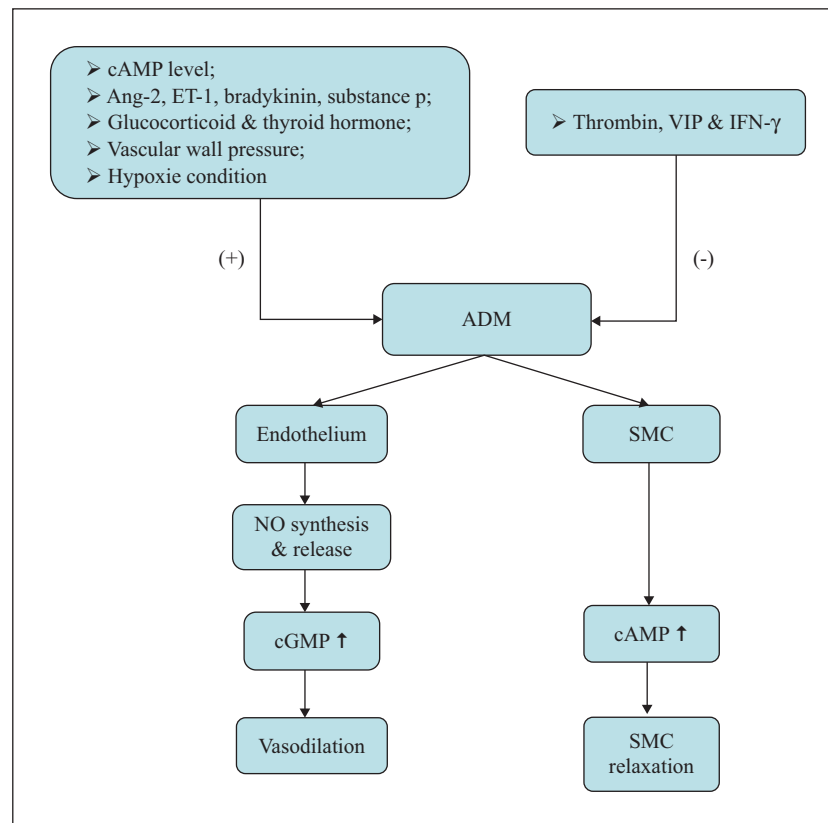 ➢ cAMP level;
➢ Ang-2, ET-1, bradykinin, substance p;
➢ Glucocorticoid & thyroid hormone;
➢ Vascular wall pressure;
➢ Hypoxie condition
➢ Thrombin, VIP & IFN-γ
(+)
(-)
ADM
Endothelium
SMC
NO synthesis
& release
cGMP ↑
cAMP ↑
Vasodilation
SMC
relaxation